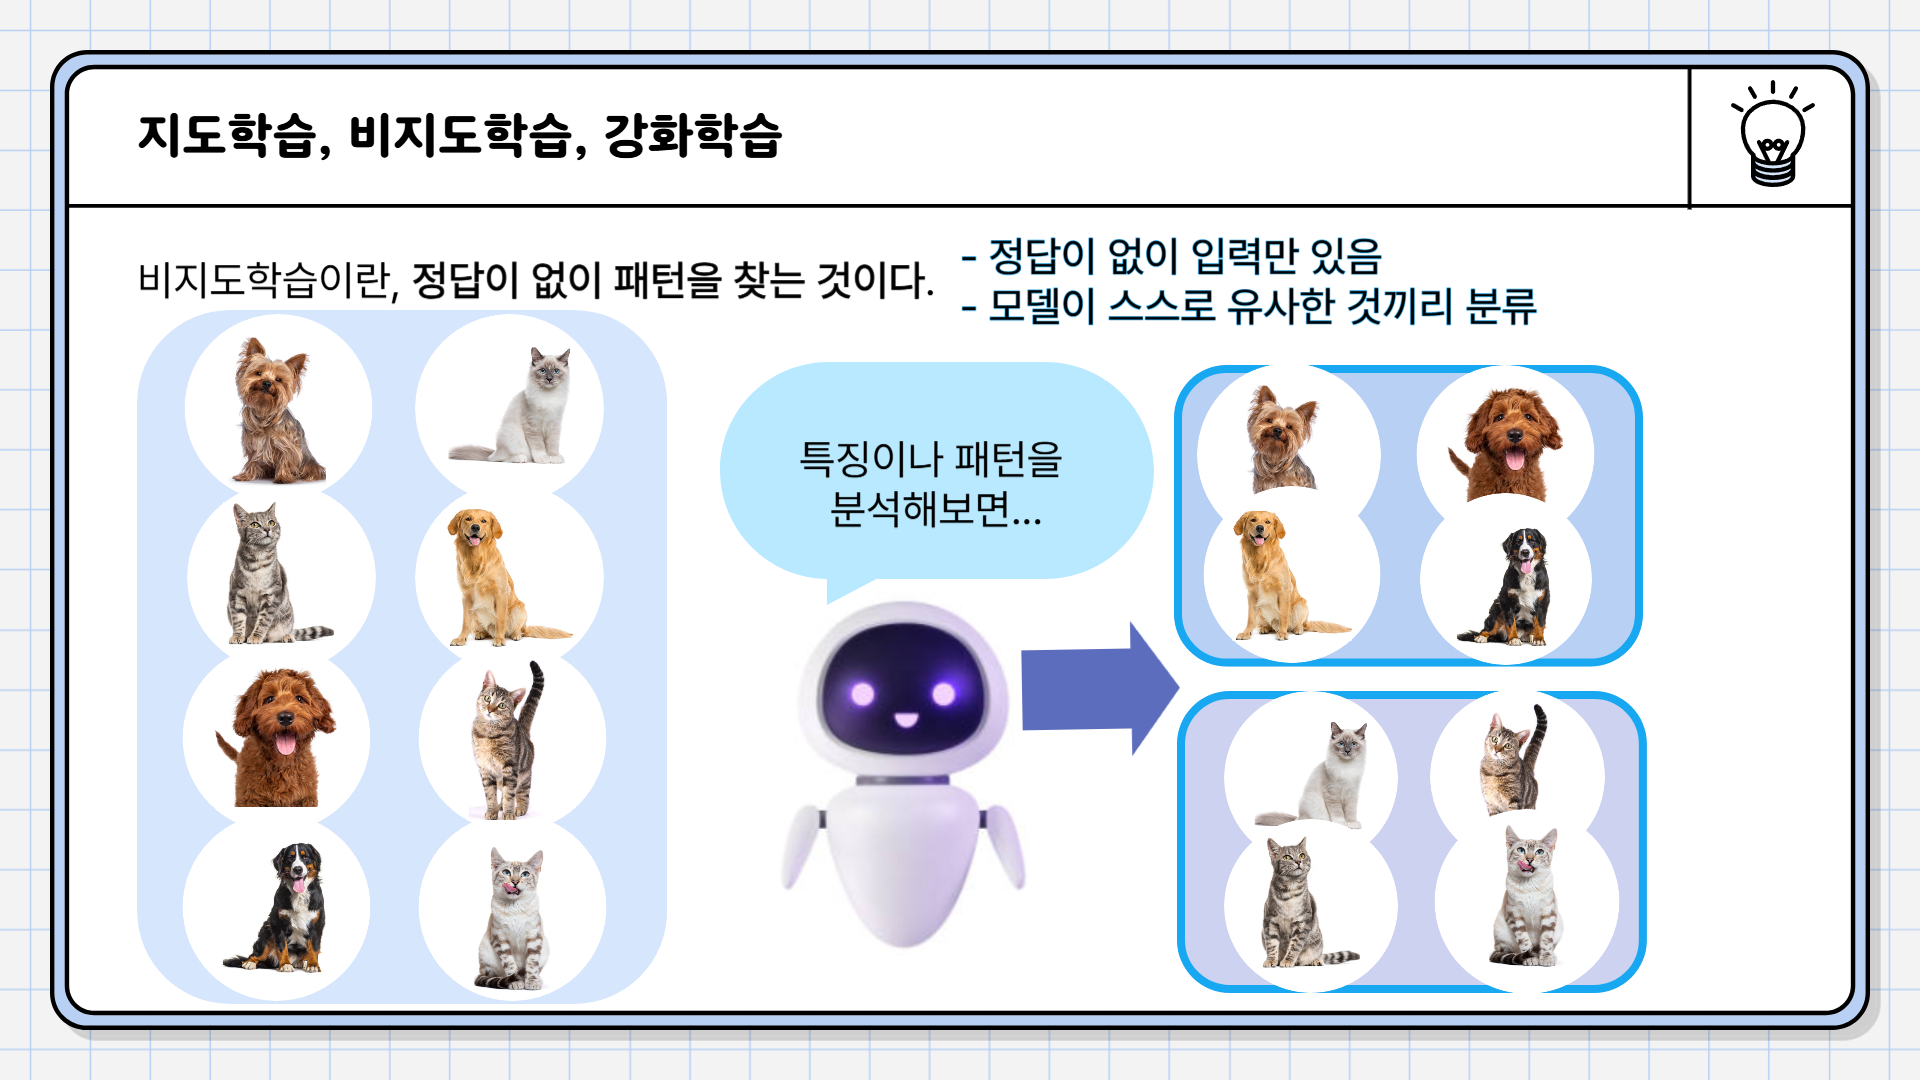 지도학습, 비지도학습, 강화학습
비지도학습이란, 정답이 없이 패턴을 찾는 것이다.
- 정답이 없이 입력만 있음
- 모델이 스스로 유사한 것끼리 분류
특징이나 패턴을
분석해보면...